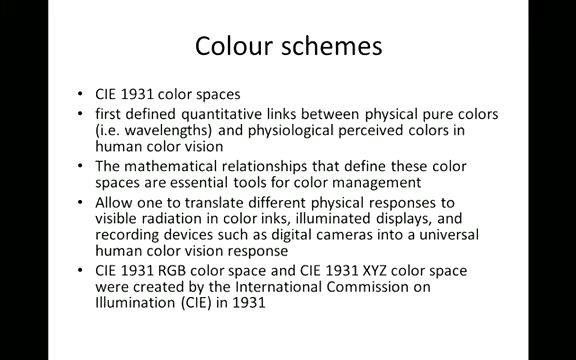 Colour schemes
• CIE 1931 color spaces
• first defined quantitative links between physical pure colors
(i.e. wavelengths) and physiological perceived colors in
human color vision
• The mathematical relationships that define these color
spaces are essential tools for color management
• Allow one to translate different physical responses to
visible radiation in color inks, illuminated displays, and
recording devices such as digital cameras into a universal
human color vision response
• CIE 1931 RGB color space and CIE 1931 XYZ color space
were created by the International Commission on
Illumination (CIE) in 1931